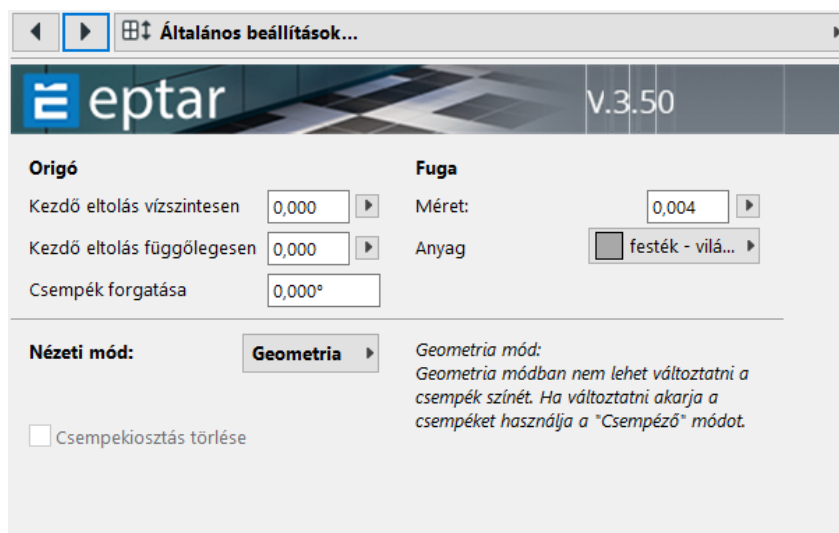 Általános beállítások...
eptar
V.3.50
Origó
Fuga
Kezdő eltolás vízszintesen 0,000
Méret: 0,004
Kezdő eltolás függőlegesen 0,000
Anyag festék - vilá...
Csempék forgatása 0,000°
Nézeti mód: Geometria
Geometria mód:
Geometria módban nem lehet változtatni a
csempék színét. Ha változtatni akarja a
csempéket használja a "Csempéző" módot.
Csempekiosztás törlése